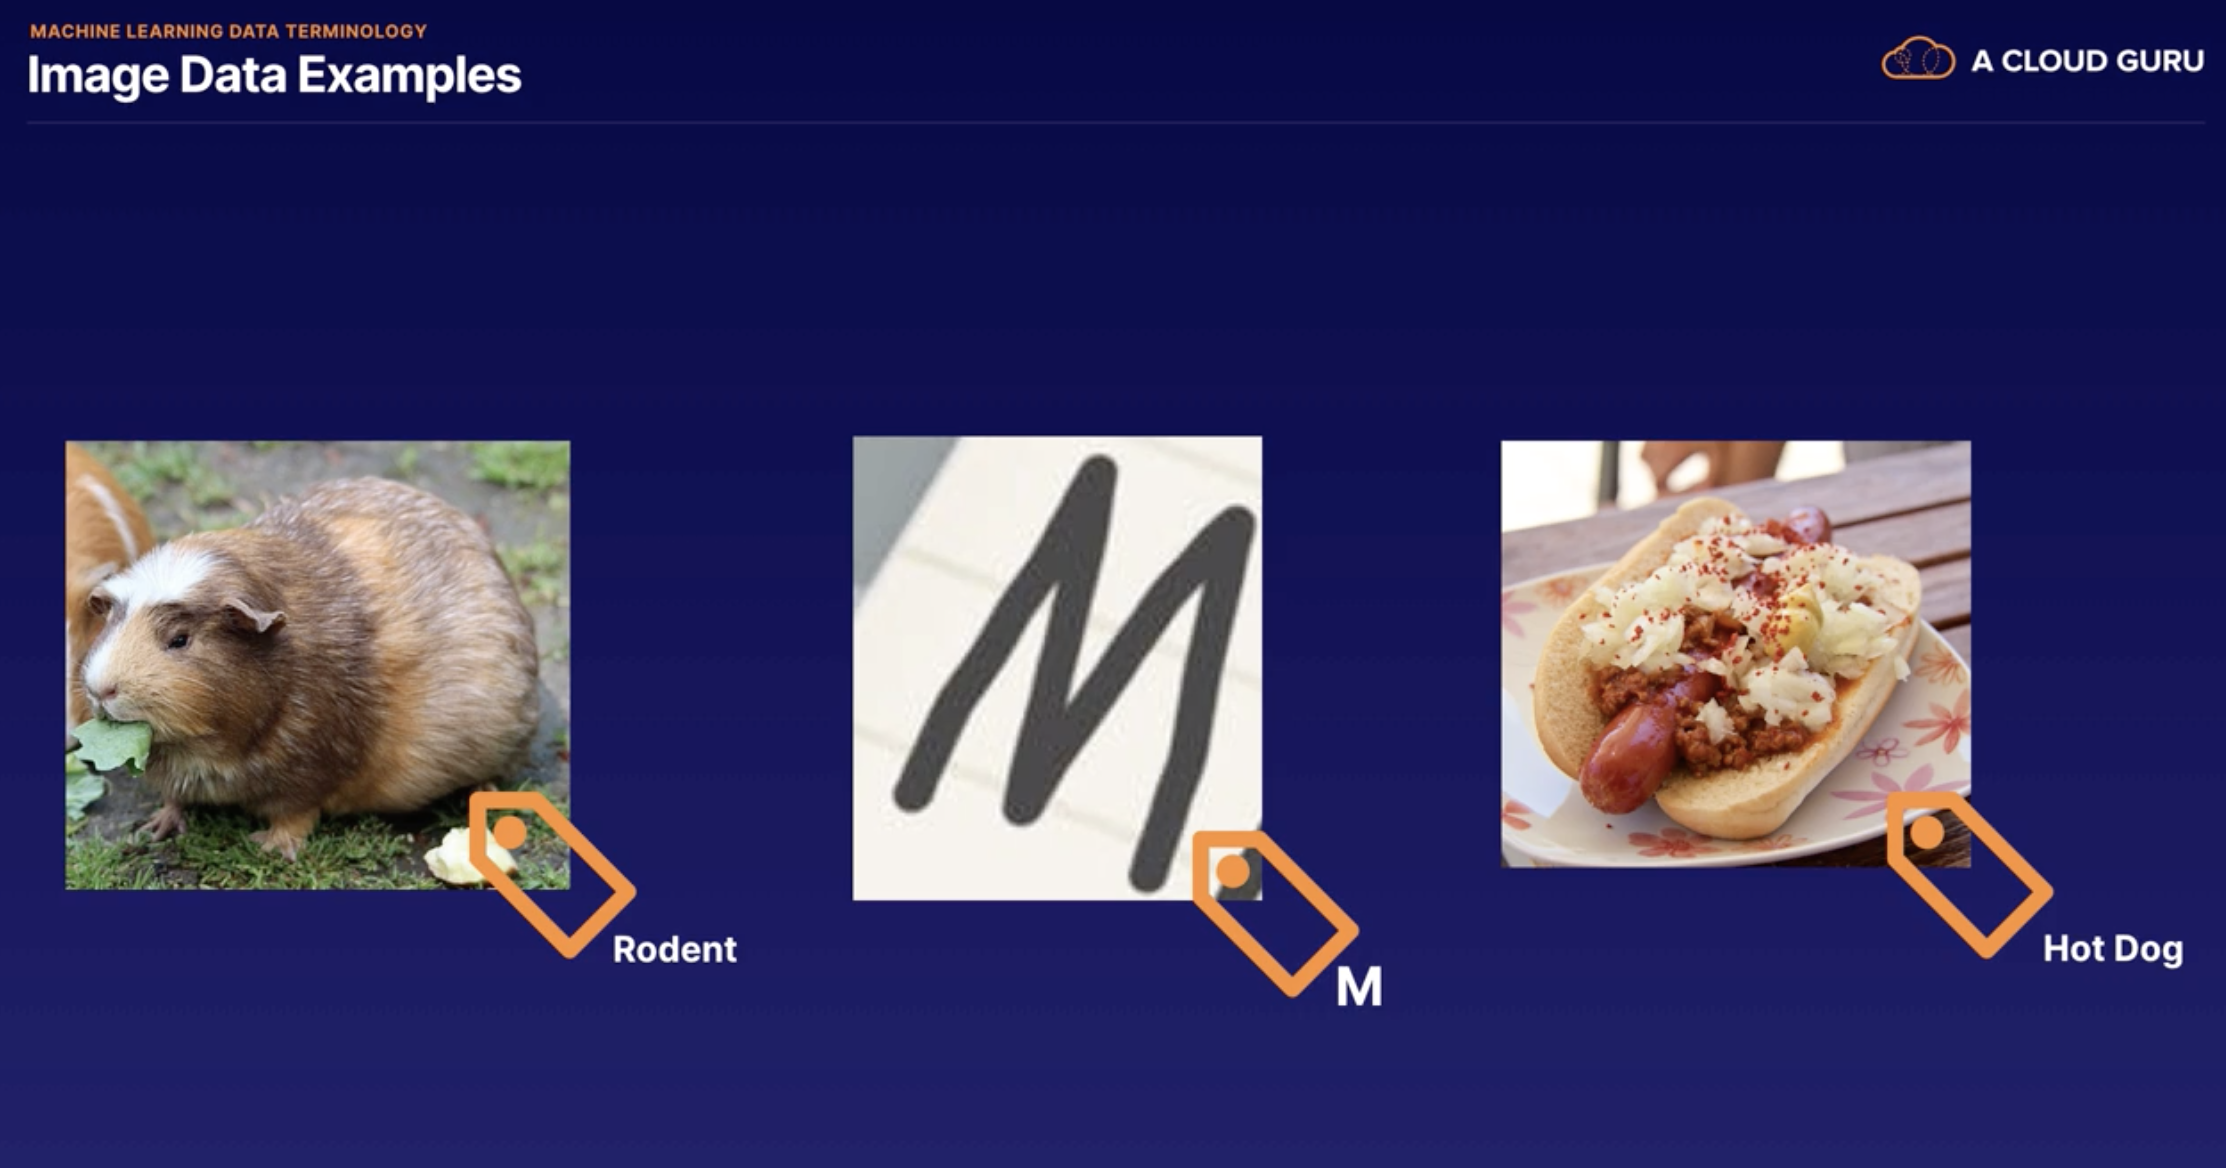 MACHINE LEARNING DATA TERMINOLOGY
Image Data Examples
A CLOUD GURU
M
Rodent
M
Hot Dog